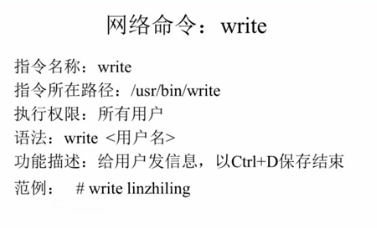 网络命令：write
指令名称：write
指令所在路径：/usr/bin/write
执行权限：所有用户
语法：write <用户名>
功能描述：给用户发信息，以Ctrl+D保存结束
范例： # write linzhiling